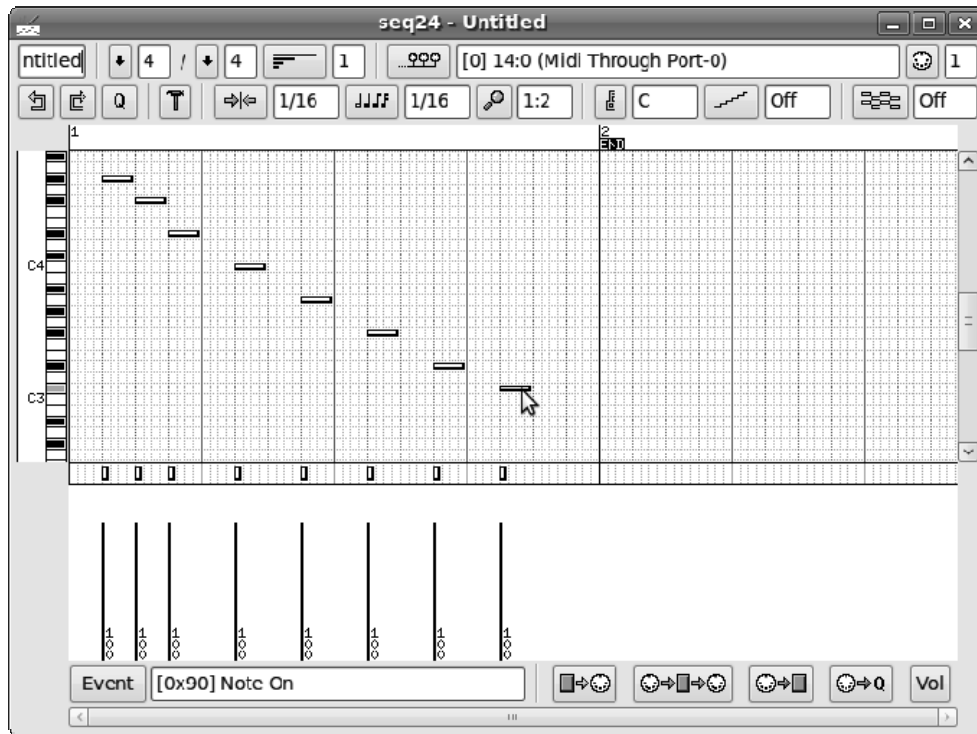 seq24 - Untitled
ntitled 4 / 4 1 [0] 14:0 (Midi Through Port-0) 1
Q 1/16 1/16 1:2 C Off Off
1 2
END
C4
C3
100 100 100 100 100 100 100 100
Event [0x90] Note On Q Vol